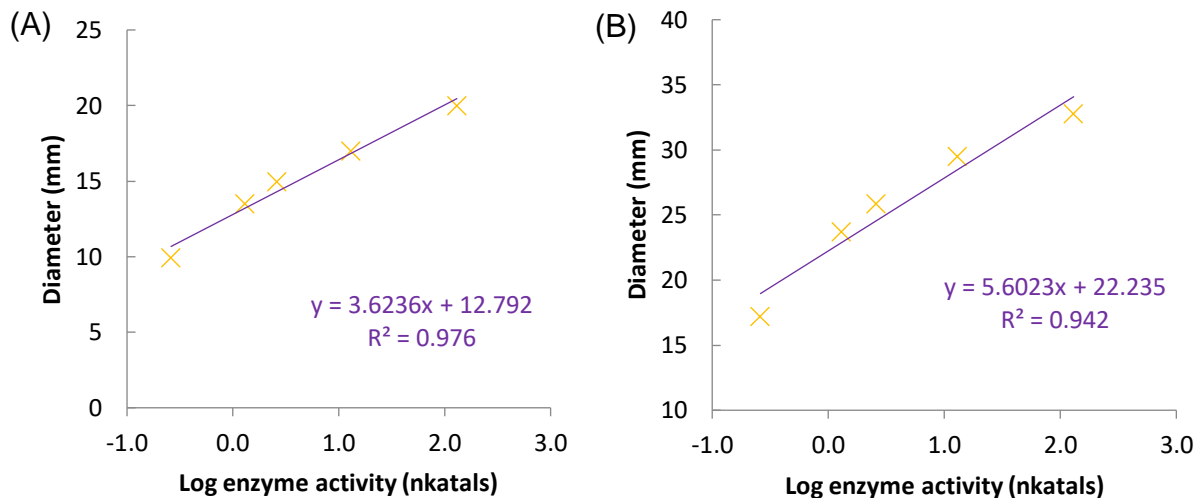 (A)
25
20
15
10
5
0
-1.0 0.0 1.0 2.0 3.0
Diameter (mm)
Log enzyme activity (nkatals)
y = 3.6236x + 12.792
R² = 0.976
(B)
40
35
30
25
20
15
10
-1.0 0.0 1.0 2.0 3.0
Diameter (mm)
Log enzyme activity (nkatals)
y = 5.6023x + 22.235
R² = 0.942